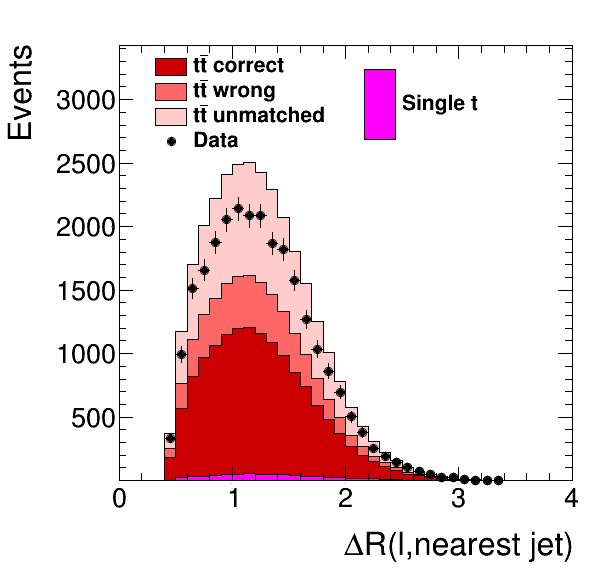 Events
tt̄ correct
tt̄ wrong
tt̄ unmatched
Data
Single t
3000
2500
2000
1500
1000
500
0 1 2 3 4
ΔR(l,nearest jet)